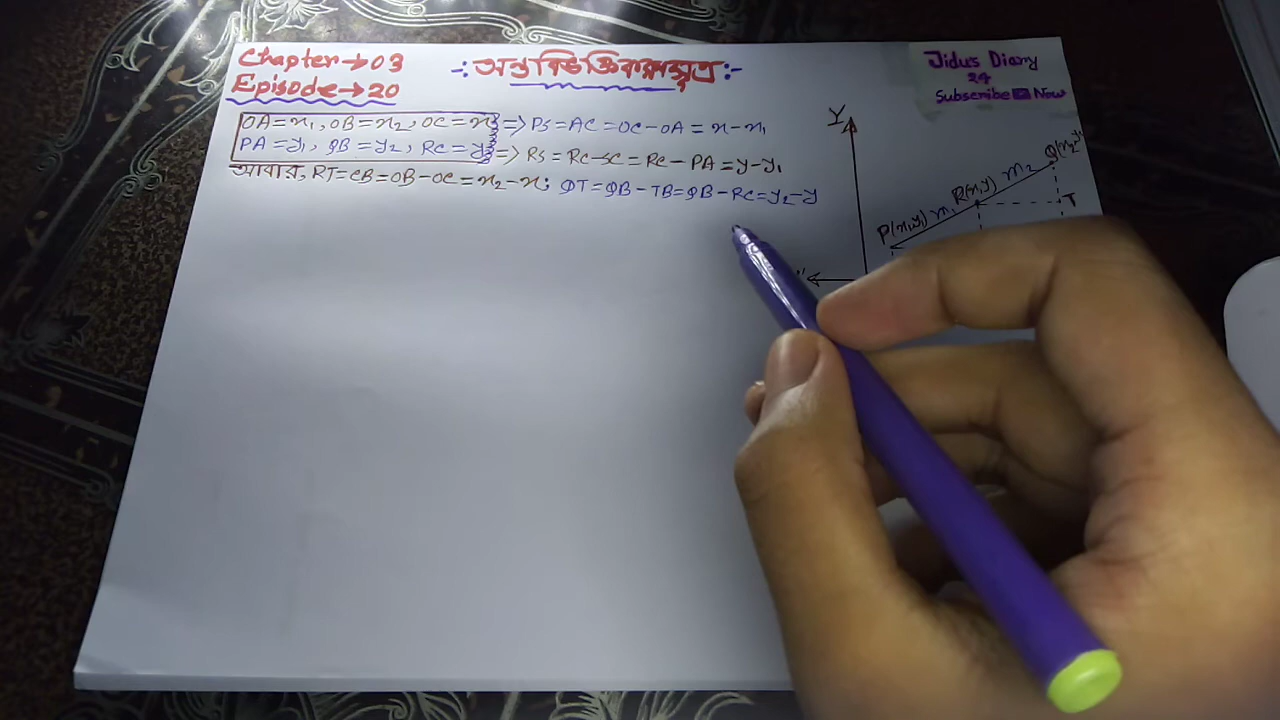 Chapter→03
Episode→20
-: অন্তর্বিভক্তিকরণ সূত্র :-
Jidus Diary
24
Subscribe Now
OA=x₁, OB=x₂, OC=x => PS=AC=OC-OA = x-x₁
PA=y₁, QB=y₂, RC=y => RS=RC-SC=RC-PA=y-y₁
আবার, RT=CB=OB-OC=x₂-x; QT=QB-TB=QB-RC=y₂-y
Y
Q(x₂,y
m₂
R(x,y)
T
m₁
P(x₁,y₁)